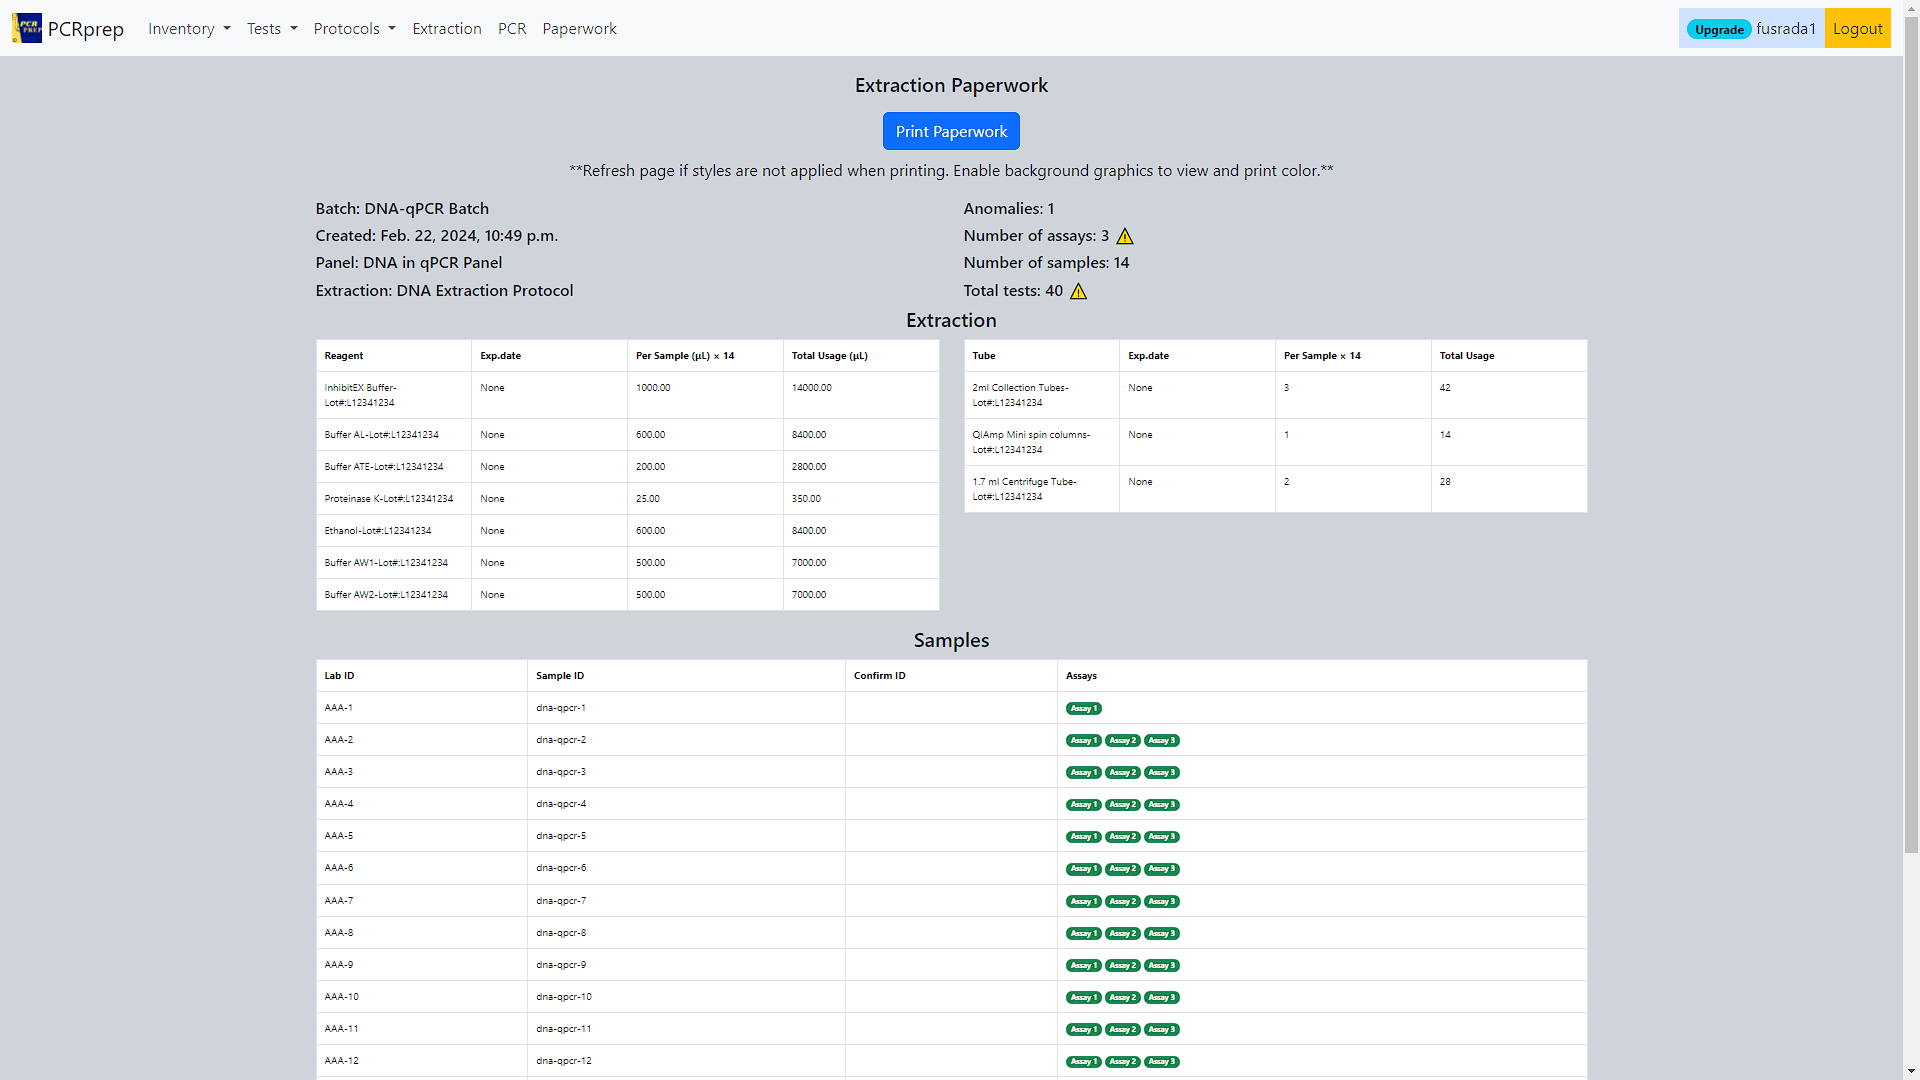 PCR PREP PCRprep Inventory Tests Protocols Extraction PCR Paperwork Upgrade fusrada1 Logout
Extraction Paperwork
Print Paperwork
**Refresh page if styles are not applied when printing. Enable background graphics to view and print color.**
Batch: DNA-qPCR Batch
Created: Feb. 22, 2024, 10:49 p.m.
Panel: DNA in qPCR Panel
Extraction: DNA Extraction Protocol
Anomalies: 1
Number of assays: 3
Number of samples: 14
Total tests: 40
Extraction
Reagent Exp.date Per Sample (µL) × 14 Total Usage (µL)
InhibitEX Buffer-
Lot#:L12341234 None 1000.00 14000.00
Buffer AL-Lot#:L12341234 None 600.00 8400.00
Buffer ATE-Lot#:L12341234 None 200.00 2800.00
Proteinase K-Lot#:L12341234 None 25.00 350.00
Ethanol-Lot#:L12341234 None 600.00 8400.00
Buffer AW1-Lot#:L12341234 None 500.00 7000.00
Buffer AW2-Lot#:L12341234 None 500.00 7000.00
Tube Exp.date Per Sample × 14 Total Usage
2ml Collection Tubes-
Lot#:L12341234 None 3 42
QIAmp Mini spin columns-
Lot#:L12341234 None 1 14
1.7 ml Centrifuge Tube-
Lot#:L12341234 None 2 28
Samples
Lab ID Sample ID Confirm ID Assays
AAA-1 dna-qpcr-1 Assay 1
AAA-2 dna-qpcr-2 Assay 1 Assay 2 Assay 3
AAA-3 dna-qpcr-3 Assay 1 Assay 2 Assay 3
AAA-4 dna-qpcr-4 Assay 1 Assay 2 Assay 3
AAA-5 dna-qpcr-5 Assay 1 Assay 2 Assay 3
AAA-6 dna-qpcr-6 Assay 1 Assay 2 Assay 3
AAA-7 dna-qpcr-7 Assay 1 Assay 2 Assay 3
AAA-8 dna-qpcr-8 Assay 1 Assay 2 Assay 3
AAA-9 dna-qpcr-9 Assay 1 Assay 2 Assay 3
AAA-10 dna-qpcr-10 Assay 1 Assay 2 Assay 3
AAA-11 dna-qpcr-11 Assay 1 Assay 2 Assay 3
AAA-12 dna-qpcr-12 Assay 1 Assay 2 Assay 3